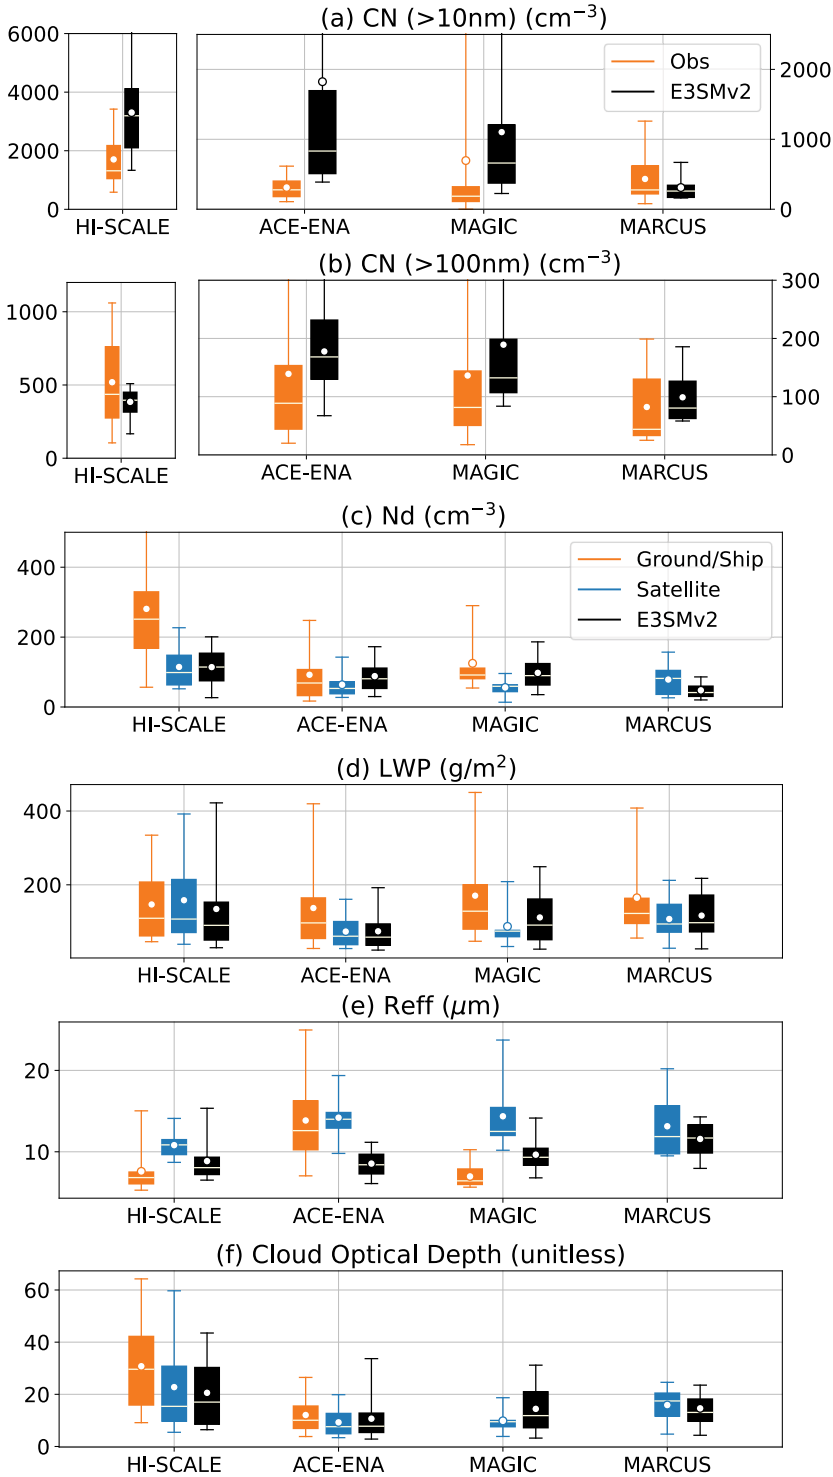 (a) CN (>10nm) (cm⁻³)
6000
4000
2000
0
HI-SCALE
Obs
E3SMv2
2000
1000
0
ACE-ENA
MAGIC
MARCUS
(b) CN (>100nm) (cm⁻³)
1000
500
0
HI-SCALE
300
200
100
0
ACE-ENA
MAGIC
MARCUS
(c) Nd (cm⁻³)
400
200
0
Ground/Ship
Satellite
E3SMv2
HI-SCALE
ACE-ENA
MAGIC
MARCUS
(d) LWP (g/m²)
400
200
HI-SCALE
ACE-ENA
MAGIC
MARCUS
(e) Reff (μm)
20
10
HI-SCALE
ACE-ENA
MAGIC
MARCUS
(f) Cloud Optical Depth (unitless)
60
40
20
0
HI-SCALE
ACE-ENA
MAGIC
MARCUS